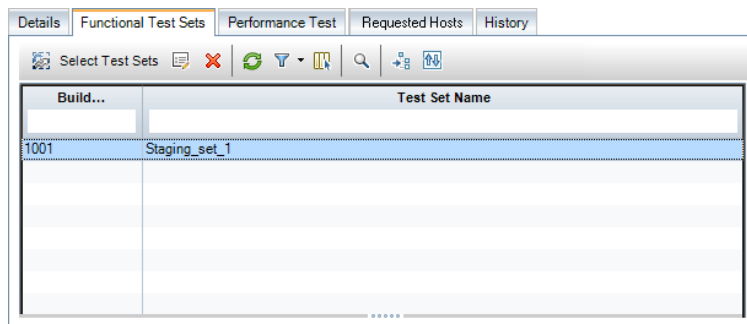 Details Functional Test Sets Performance Test Requested Hosts History
Select Test Sets
Build... Test Set Name
1001 Staging_set_1